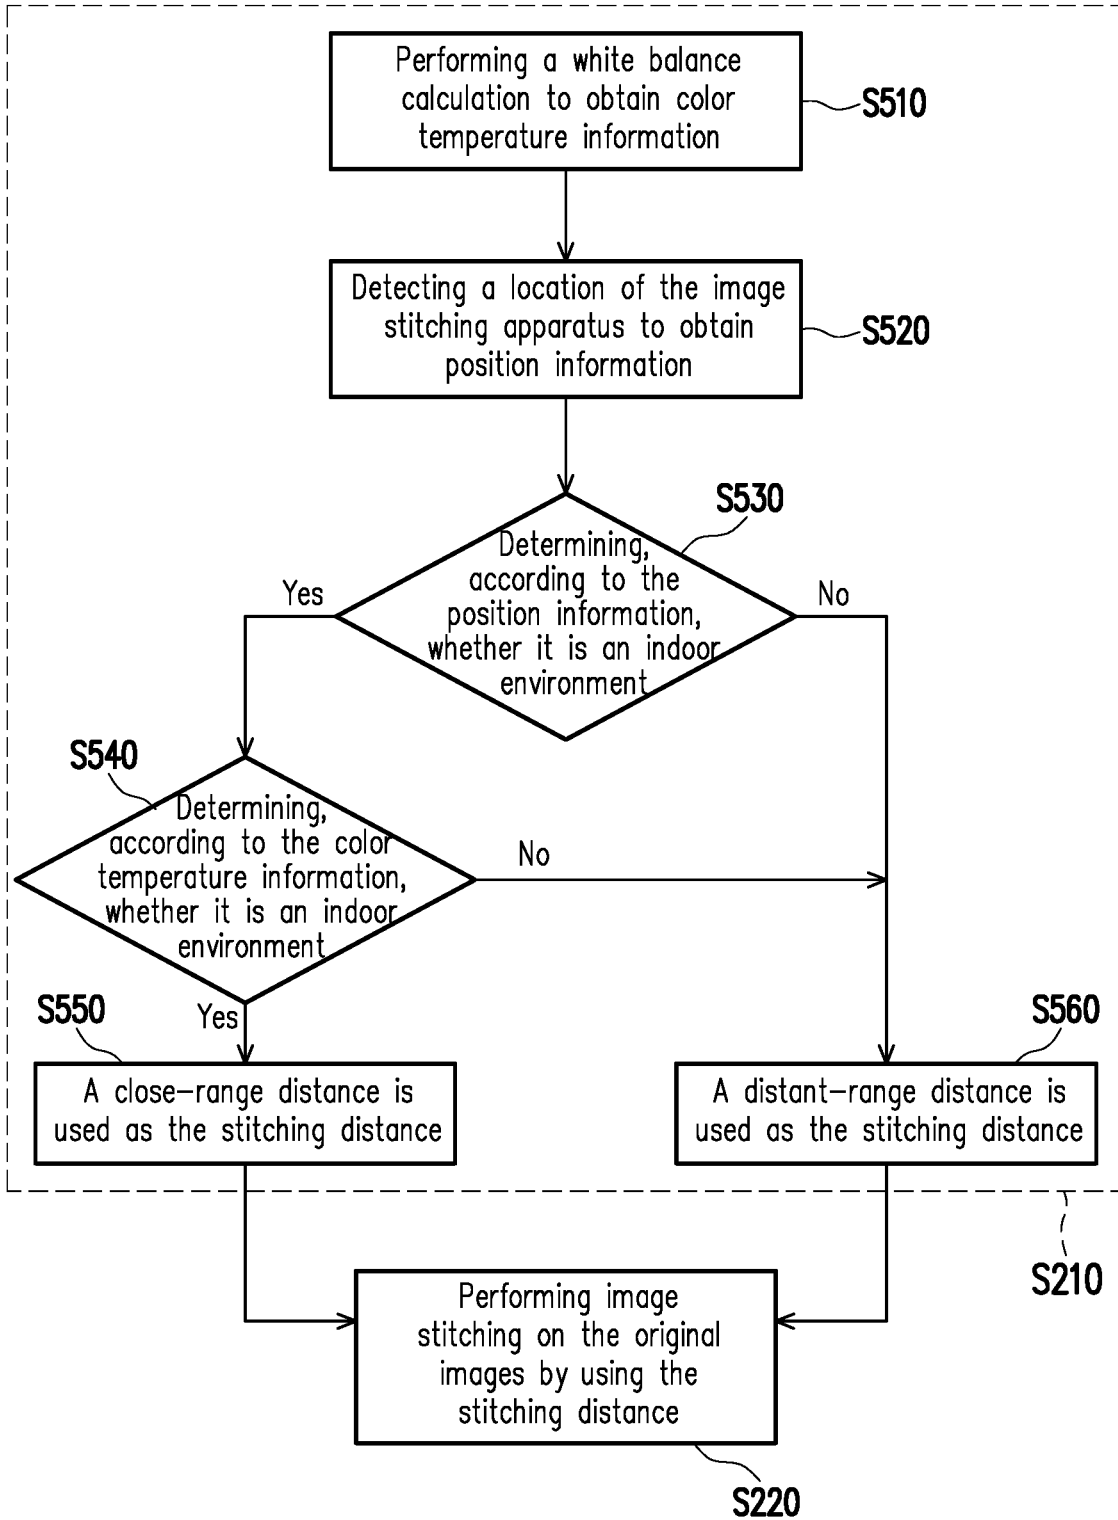 Performing a white balance
calculation to obtain color
temperature information
S510
Detecting a location of the image
stitching apparatus to obtain
position information
S520
S530
Determining,
according to the
position information,
whether it is an indoor
environment
Yes
No
S540
Determining,
according to the color
temperature information,
whether it is an indoor
environment
No
Yes
S550
A close-range distance is
used as the stitching distance
S560
A distant-range distance is
used as the stitching distance
S210
Performing image
stitching on the original
images by using the
stitching distance
S220